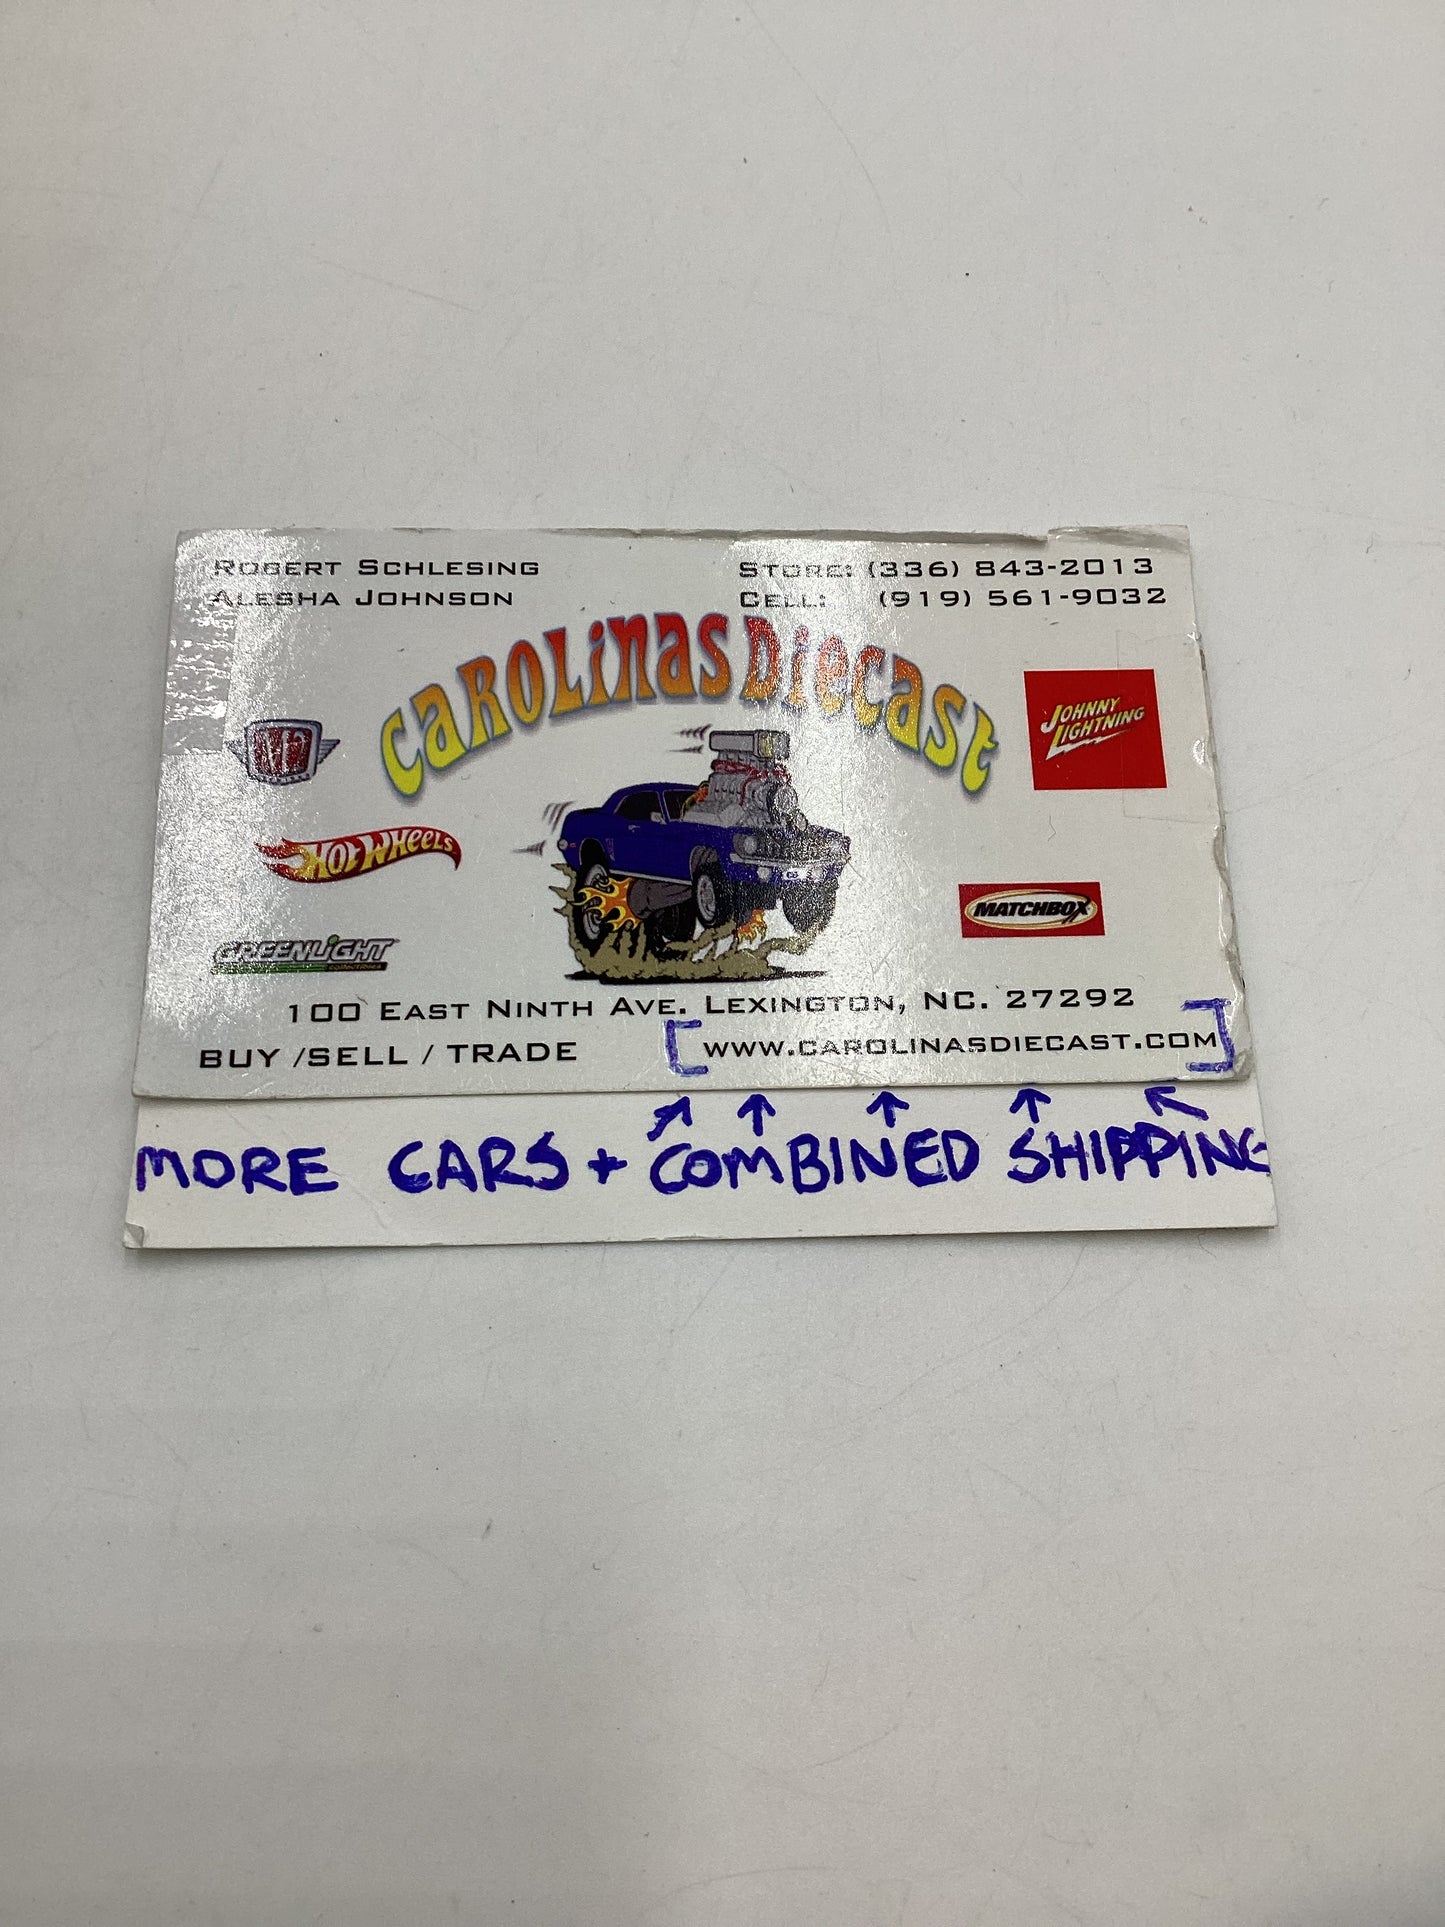 Robert Schlesing
Alesha Johnson
Store: (336) 843-2013
Cell: (919) 561-9032
Carolinas Diecast
Johnny Lightning
Hot Wheels
Matchbox
Greenlight
collectibles
100 East Ninth Ave. Lexington, NC. 27292
BUY /SELL / TRADE
[www.carolinasdiecast.com]
MORE CARS + COMBINED SHIPPING